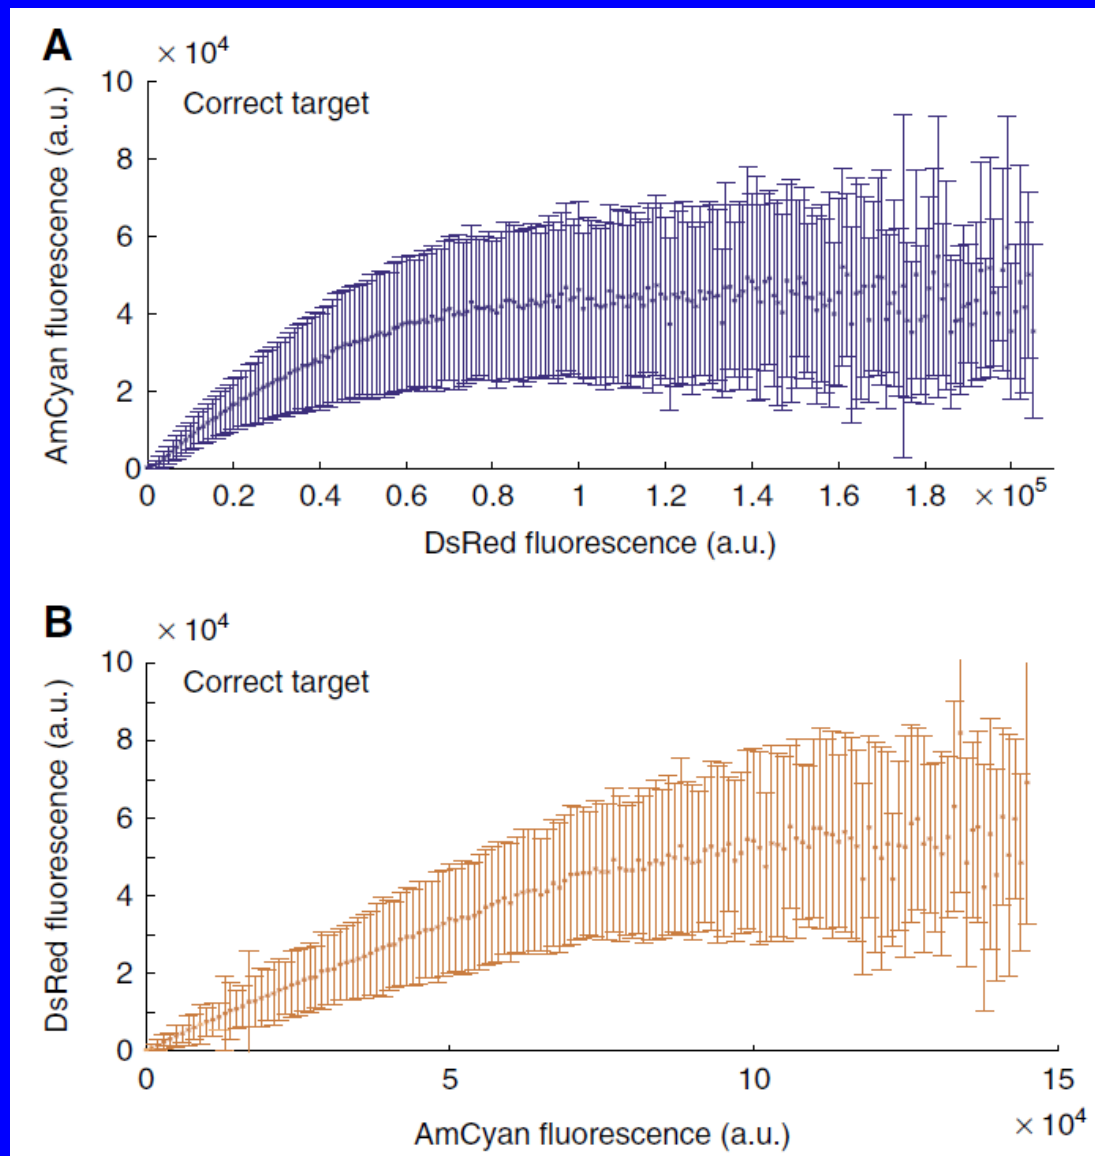 A
× 10⁴
10
Correct target
8
6
4
2
0
AmCyan fluorescence (a.u.)
0 0.2 0.4 0.6 0.8 1 1.2 1.4 1.6 1.8 × 10⁵
DsRed fluorescence (a.u.)
B
× 10⁴
10
Correct target
8
6
4
2
0
DsRed fluorescence (a.u.)
0 5 10 15
× 10⁴
AmCyan fluorescence (a.u.)